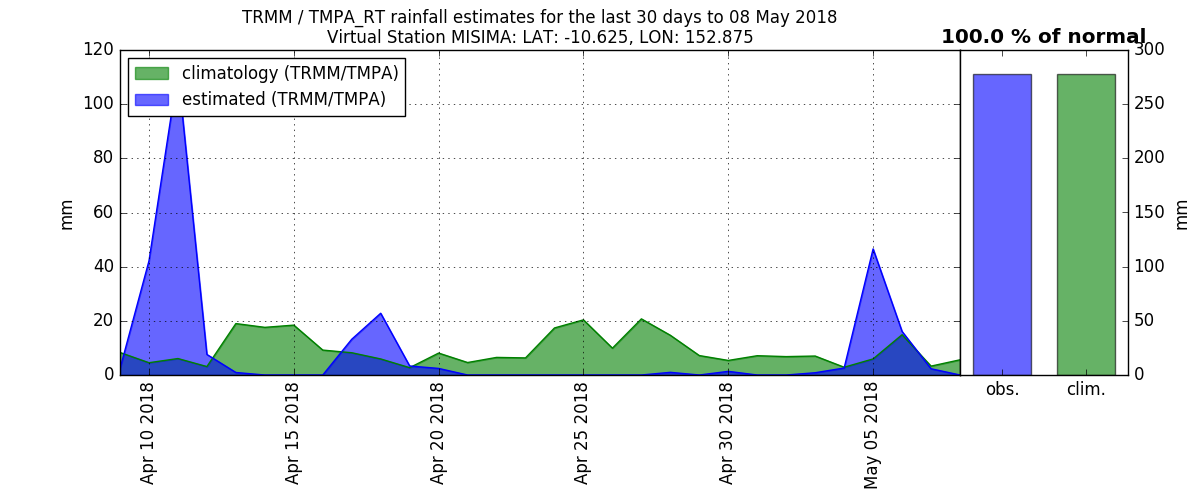 TRMM / TMPA_RT rainfall estimates for the last 30 days to 08 May 2018
Virtual Station MISIMA: LAT: -10.625, LON: 152.875
100.0 % of normal
climatology (TRMM/TMPA)
estimated (TRMM/TMPA)
120
100
80
60
40
20
0
mm
Apr 10 2018
Apr 15 2018
Apr 20 2018
Apr 25 2018
Apr 30 2018
May 05 2018
obs.
clim.
300
250
200
150
100
50
0
mm